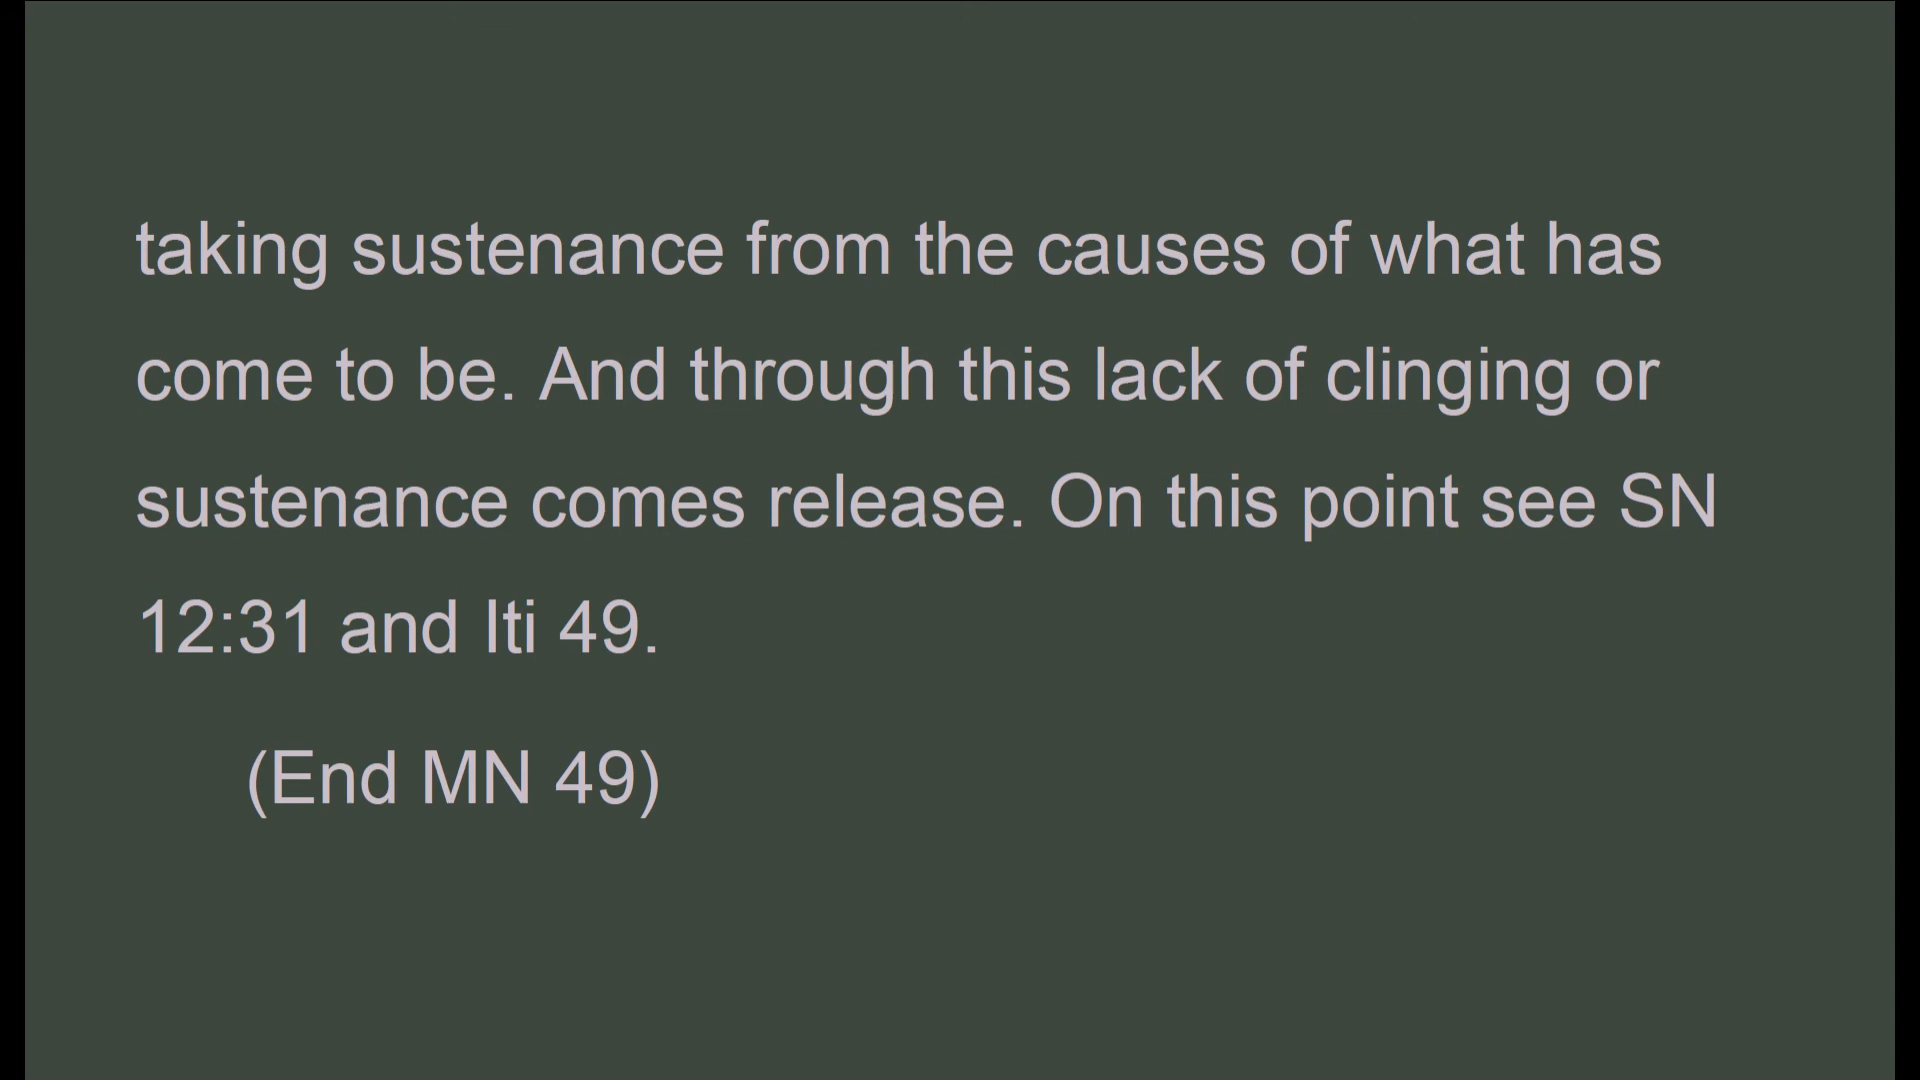 taking sustenance from the causes of what has
come to be. And through this lack of clinging or
sustenance comes release. On this point see SN
12:31 and Iti 49.
(End MN 49)